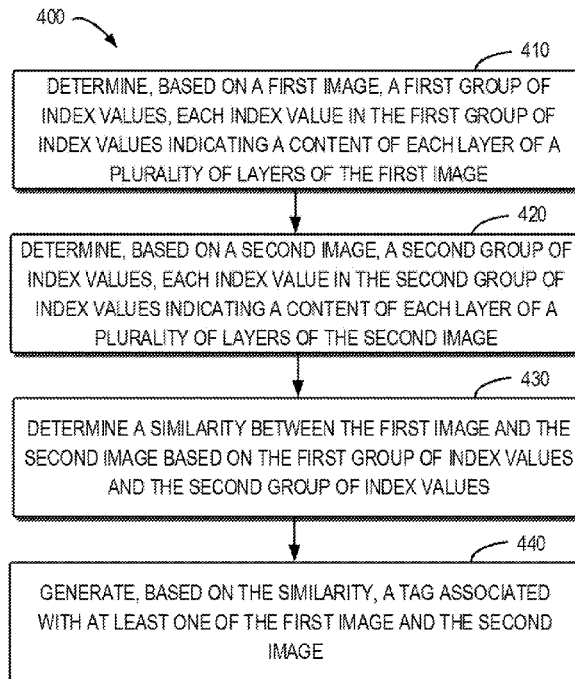 400
410
DETERMINE, BASED ON A FIRST IMAGE, A FIRST GROUP OF
INDEX VALUES, EACH INDEX VALUE IN THE FIRST GROUP OF
INDEX VALUES INDICATING A CONTENT OF EACH LAYER OF A
PLURALITY OF LAYERS OF THE FIRST IMAGE
420
DETERMINE, BASED ON A SECOND IMAGE, A SECOND GROUP OF
INDEX VALUES, EACH INDEX VALUE IN THE SECOND GROUP OF
INDEX VALUES INDICATING A CONTENT OF EACH LAYER OF A
PLURALITY OF LAYERS OF THE SECOND IMAGE
430
DETERMINE A SIMILARITY BETWEEN THE FIRST IMAGE AND THE
SECOND IMAGE BASED ON THE FIRST GROUP OF INDEX VALUES
AND THE SECOND GROUP OF INDEX VALUES
440
GENERATE, BASED ON THE SIMILARITY, A TAG ASSOCIATED
WITH AT LEAST ONE OF THE FIRST IMAGE AND THE SECOND
IMAGE